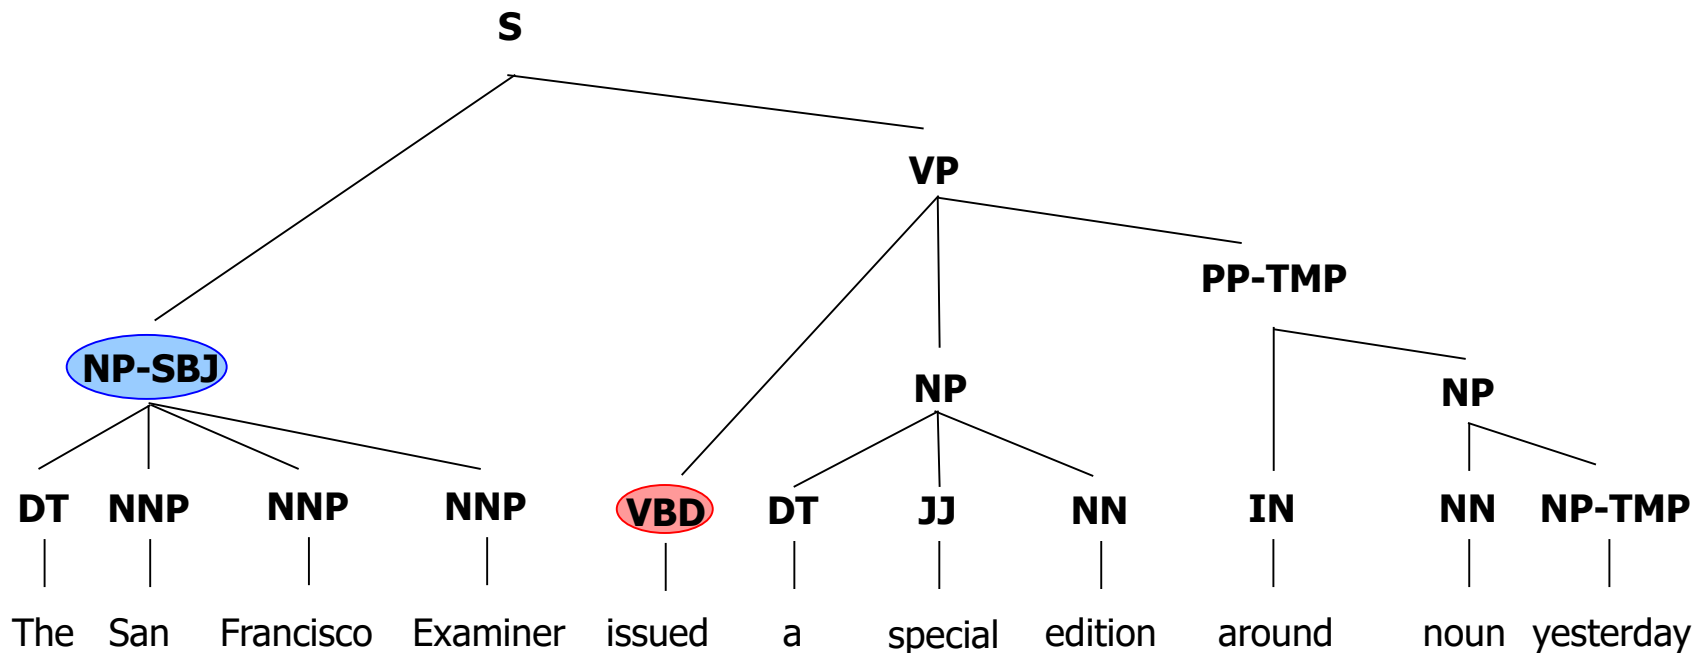 S
VP
PP-TMP
NP-SBJ
NP
NP
DT NNP NNP NNP VBD DT JJ NN IN NN NP-TMP
The San Francisco Examiner issued a special edition around noun yesterday